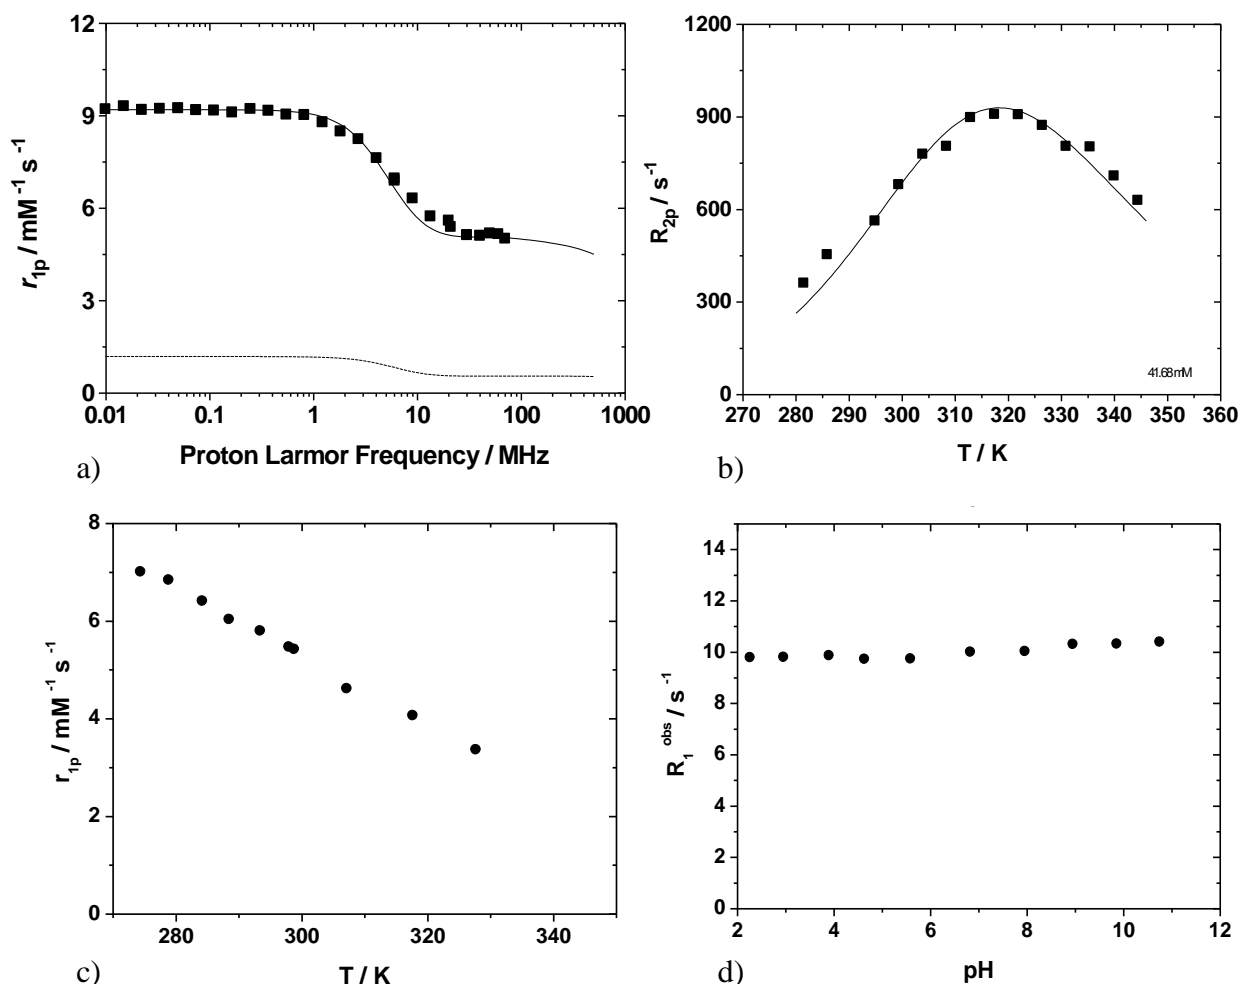 12
9
6
3
0
r1p / mM-1 s-1
0.01 0.1 1 10 100 1000
Proton Larmor Frequency / MHz
a)
1200
900
600
300
0
R2p / s-1
41.68 mM
270 280 290 300 310 320 330 340 350 360
T / K
b)
8
6
4
2
0
r1p / mM-1 s-1
280 300 320 340
T / K
c)
14
12
10
8
6
4
2
0
R1obs / s-1
2 4 6 8 10 12
pH
d)